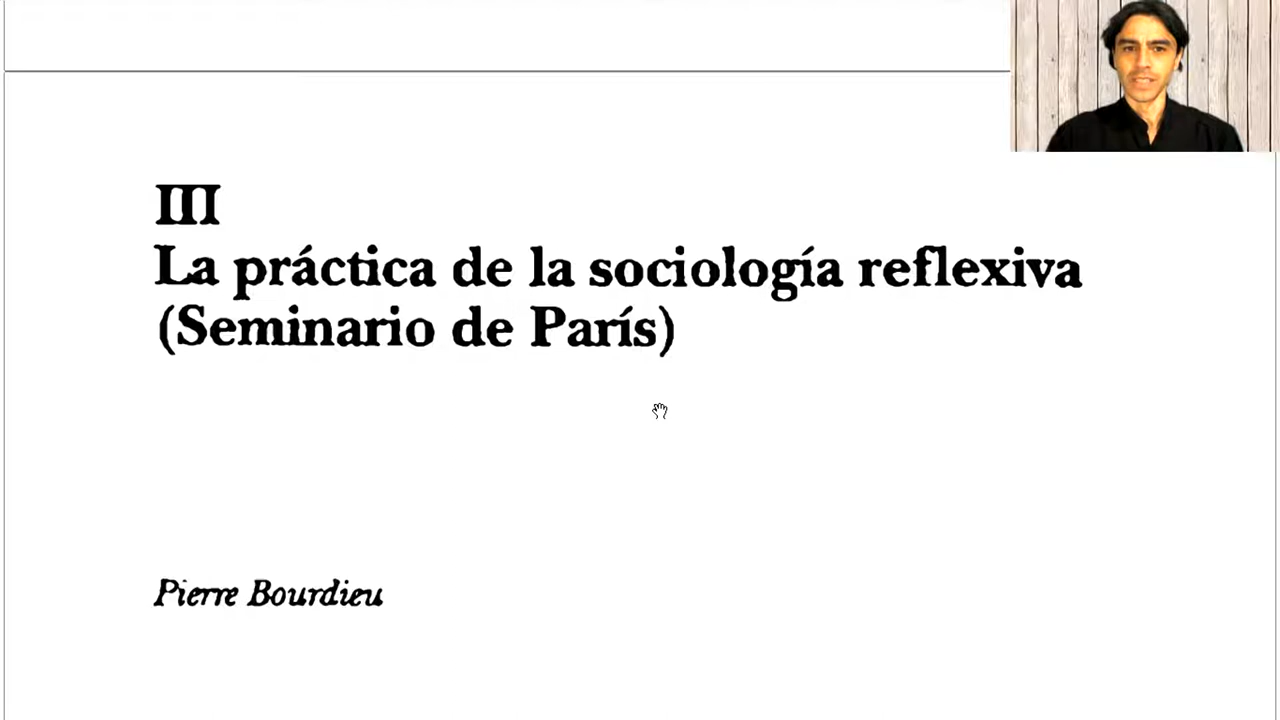 III
La práctica de la sociología reflexiva
(Seminario de París)
Pierre Bourdieu